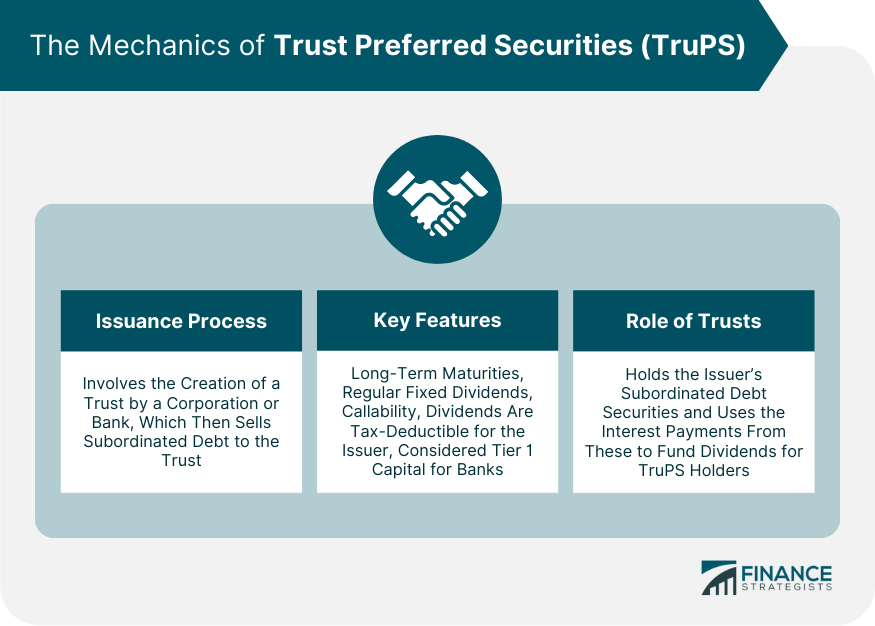 The Mechanics of Trust Preferred Securities (TruPS)
Issuance Process
Involves the Creation of a
Trust by a Corporation or
Bank, Which Then Sells
Subordinated Debt to the
Trust
Key Features
Long-Term Maturities,
Regular Fixed Dividends,
Callability, Dividends Are
Tax-Deductible for the
Issuer, Considered Tier 1
Capital for Banks
Role of Trusts
Holds the Issuer’s
Subordinated Debt
Securities and Uses the
Interest Payments From
These to Fund Dividends for
TruPS Holders
FINANCE
STRATEGISTS